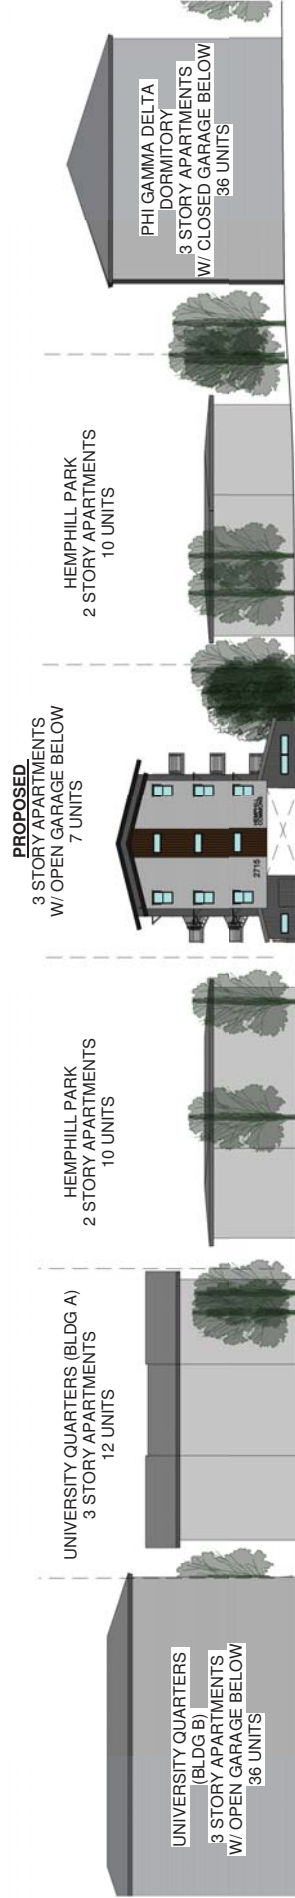 UNIVERSITY QUARTERS
(BLDG B)
3 STORY APARTMENTS
W/ OPEN GARAGE BELOW
36 UNITS
UNIVERSITY QUARTERS (BLDG A)
3 STORY APARTMENTS
12 UNITS
HEMPHILL PARK
2 STORY APARTMENTS
10 UNITS
PROPOSED
3 STORY APARTMENTS
W/ OPEN GARAGE BELOW
7 UNITS
2715
HEMPHILL
COMMONS
HEMPHILL PARK
2 STORY APARTMENTS
10 UNITS
PHI GAMMA DELTA
DORMITORY
3 STORY APARTMENTS
W/ CLOSED GARAGE BELOW
36 UNITS